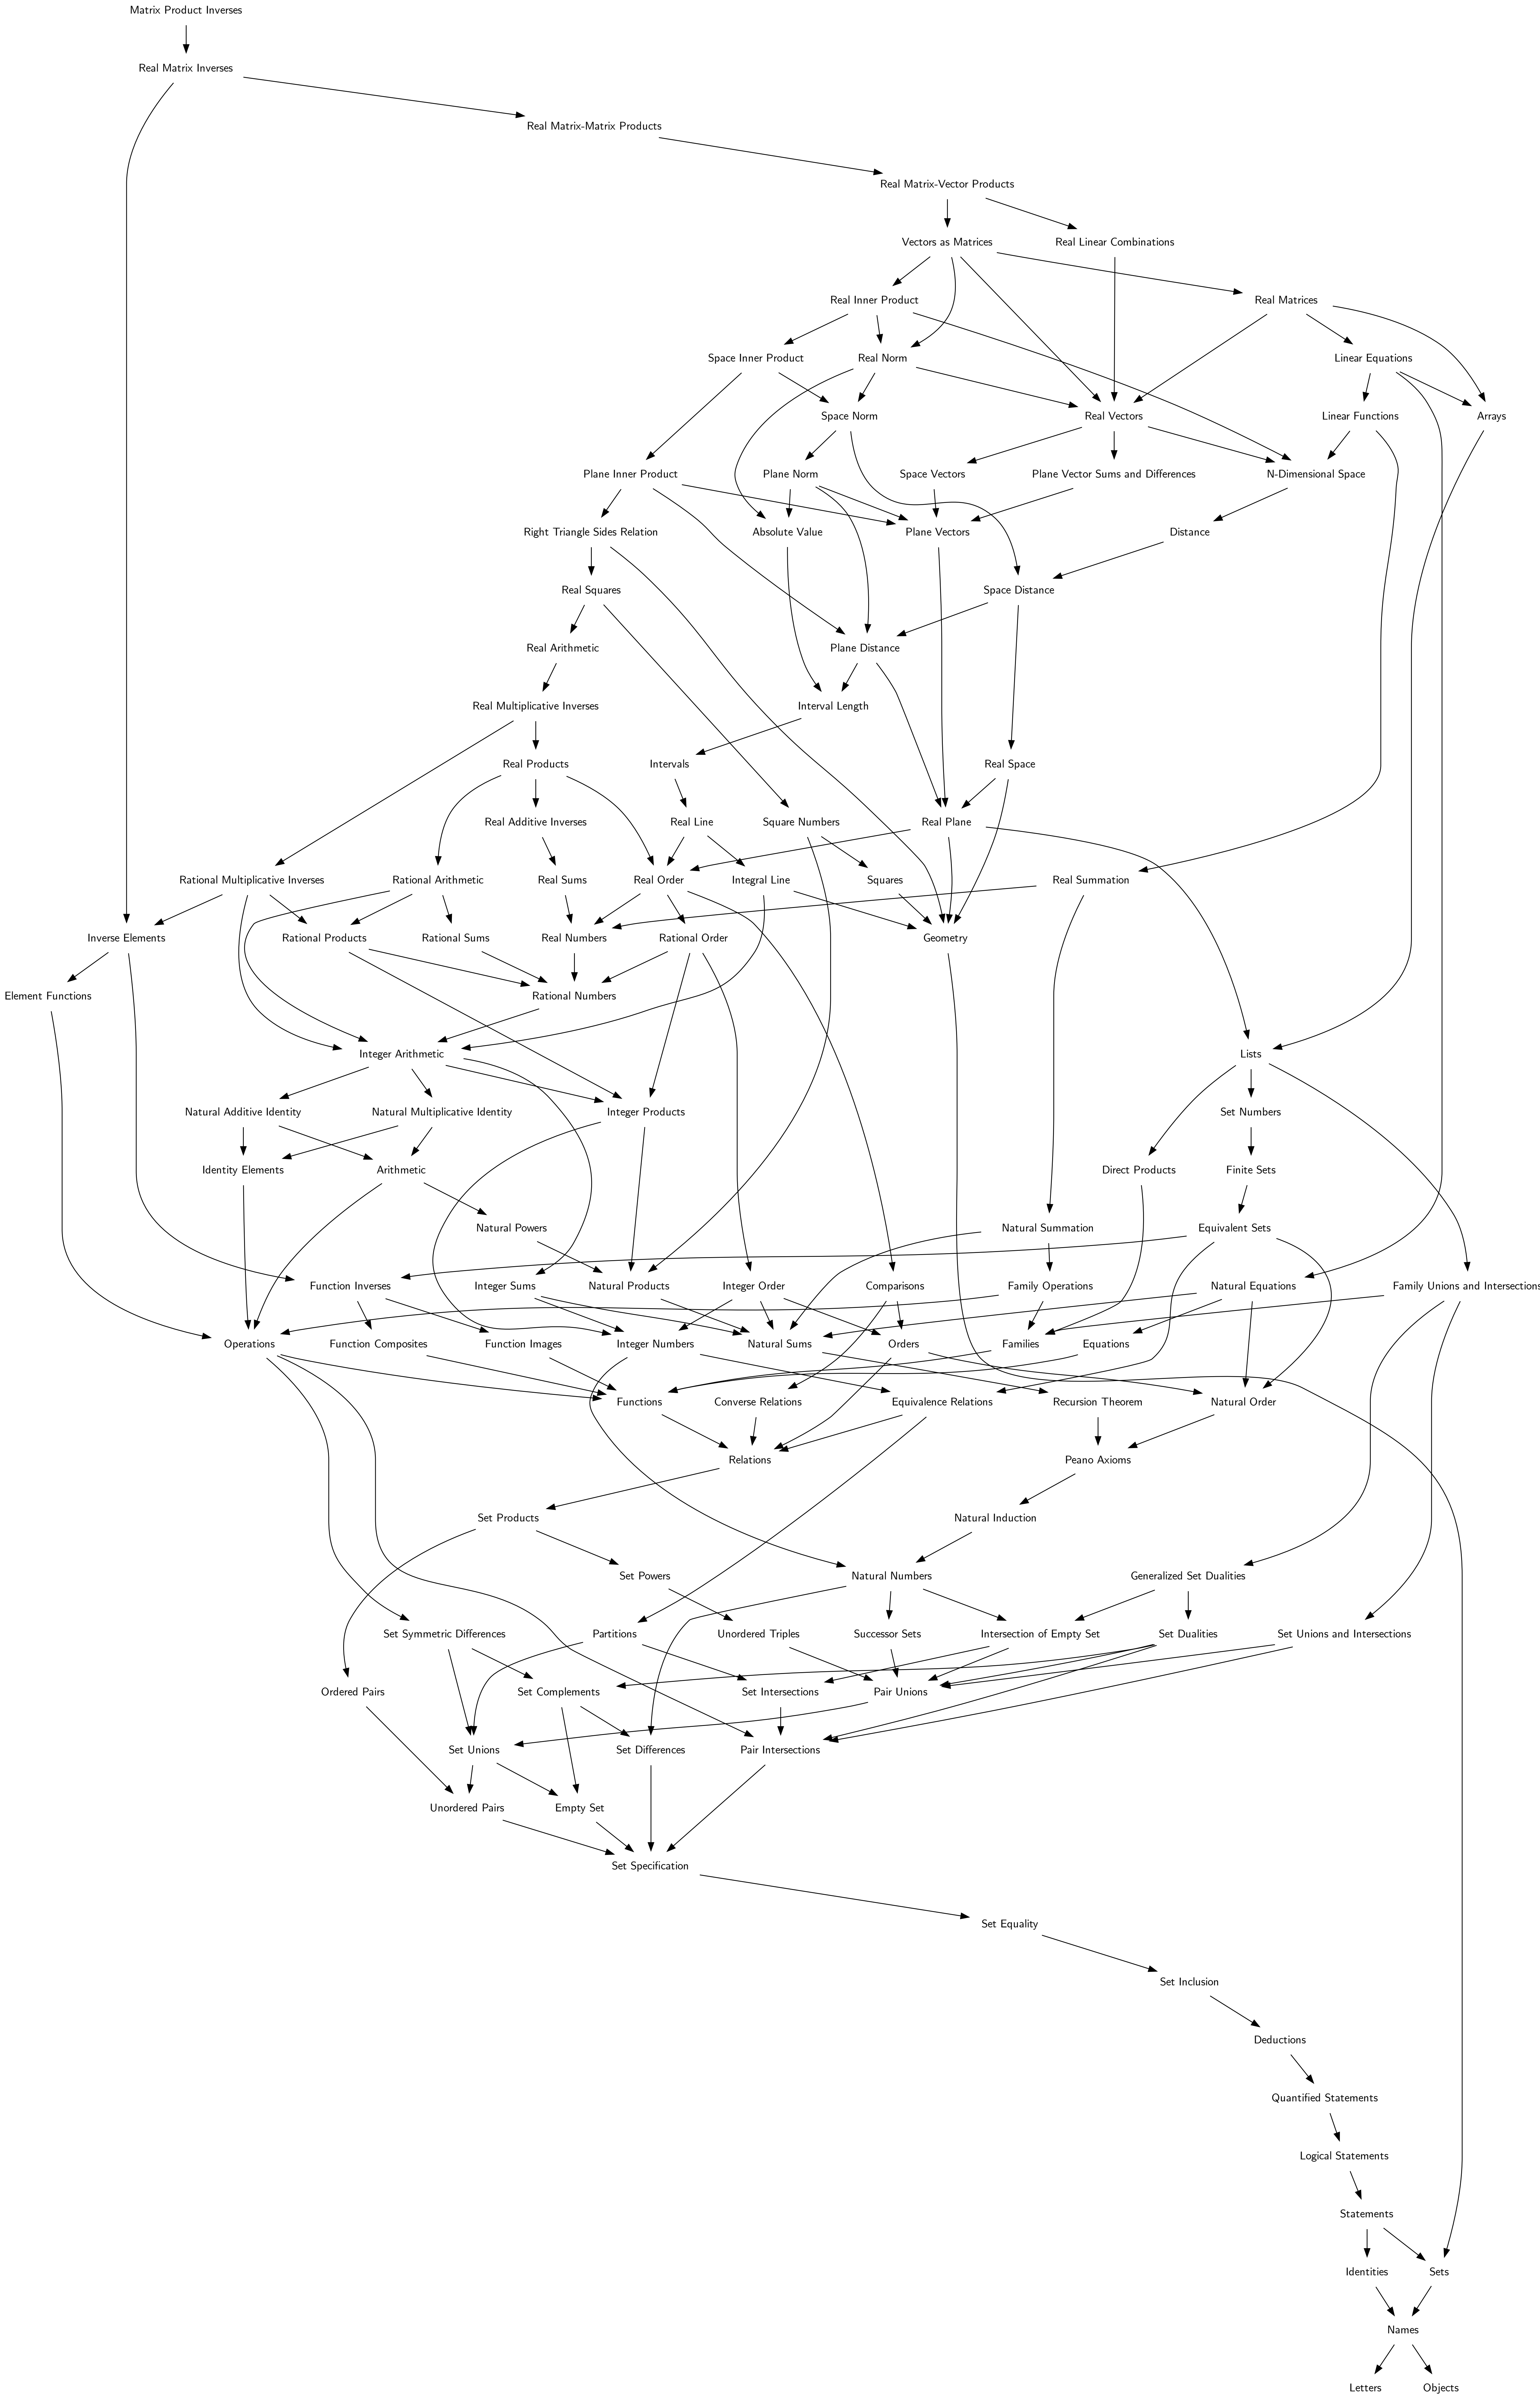 Matrix Product Inverses
Real Matrix Inverses
Real Matrix-Matrix Products
Real Matrix-Vector Products
Vectors as Matrices
Real Linear Combinations
Real Inner Product
Real Matrices
Space Inner Product
Real Norm
Linear Equations
Space Norm
Real Vectors
Linear Functions
Arrays
Plane Inner Product
Plane Norm
Space Vectors
Plane Vector Sums and Differences
N-Dimensional Space
Right Triangle Sides Relation
Absolute Value
Plane Vectors
Distance
Real Squares
Space Distance
Real Arithmetic
Plane Distance
Real Multiplicative Inverses
Interval Length
Real Products
Intervals
Real Space
Real Additive Inverses
Real Line
Square Numbers
Real Plane
Rational Multiplicative Inverses
Rational Arithmetic
Real Sums
Real Order
Integral Line
Squares
Real Summation
Inverse Elements
Rational Products
Rational Sums
Real Numbers
Rational Order
Geometry
Element Functions
Rational Numbers
Integer Arithmetic
Lists
Natural Additive Identity
Natural Multiplicative Identity
Integer Products
Set Numbers
Identity Elements
Arithmetic
Direct Products
Finite Sets
Natural Powers
Natural Summation
Equivalent Sets
Function Inverses
Integer Sums
Natural Products
Integer Order
Comparisons
Family Operations
Natural Equations
Family Unions and Intersections
Operations
Function Composites
Function Images
Integer Numbers
Natural Sums
Orders
Families
Equations
Functions
Converse Relations
Equivalence Relations
Recursion Theorem
Natural Order
Relations
Peano Axioms
Set Products
Natural Induction
Set Powers
Natural Numbers
Generalized Set Dualities
Set Symmetric Differences
Partitions
Unordered Triples
Successor Sets
Intersection of Empty Set
Set Dualities
Set Unions and Intersections
Ordered Pairs
Set Complements
Set Intersections
Pair Unions
Set Unions
Set Differences
Pair Intersections
Unordered Pairs
Empty Set
Set Specification
Set Equality
Set Inclusion
Deductions
Quantified Statements
Logical Statements
Statements
Identities
Sets
Names
Letters
Objects